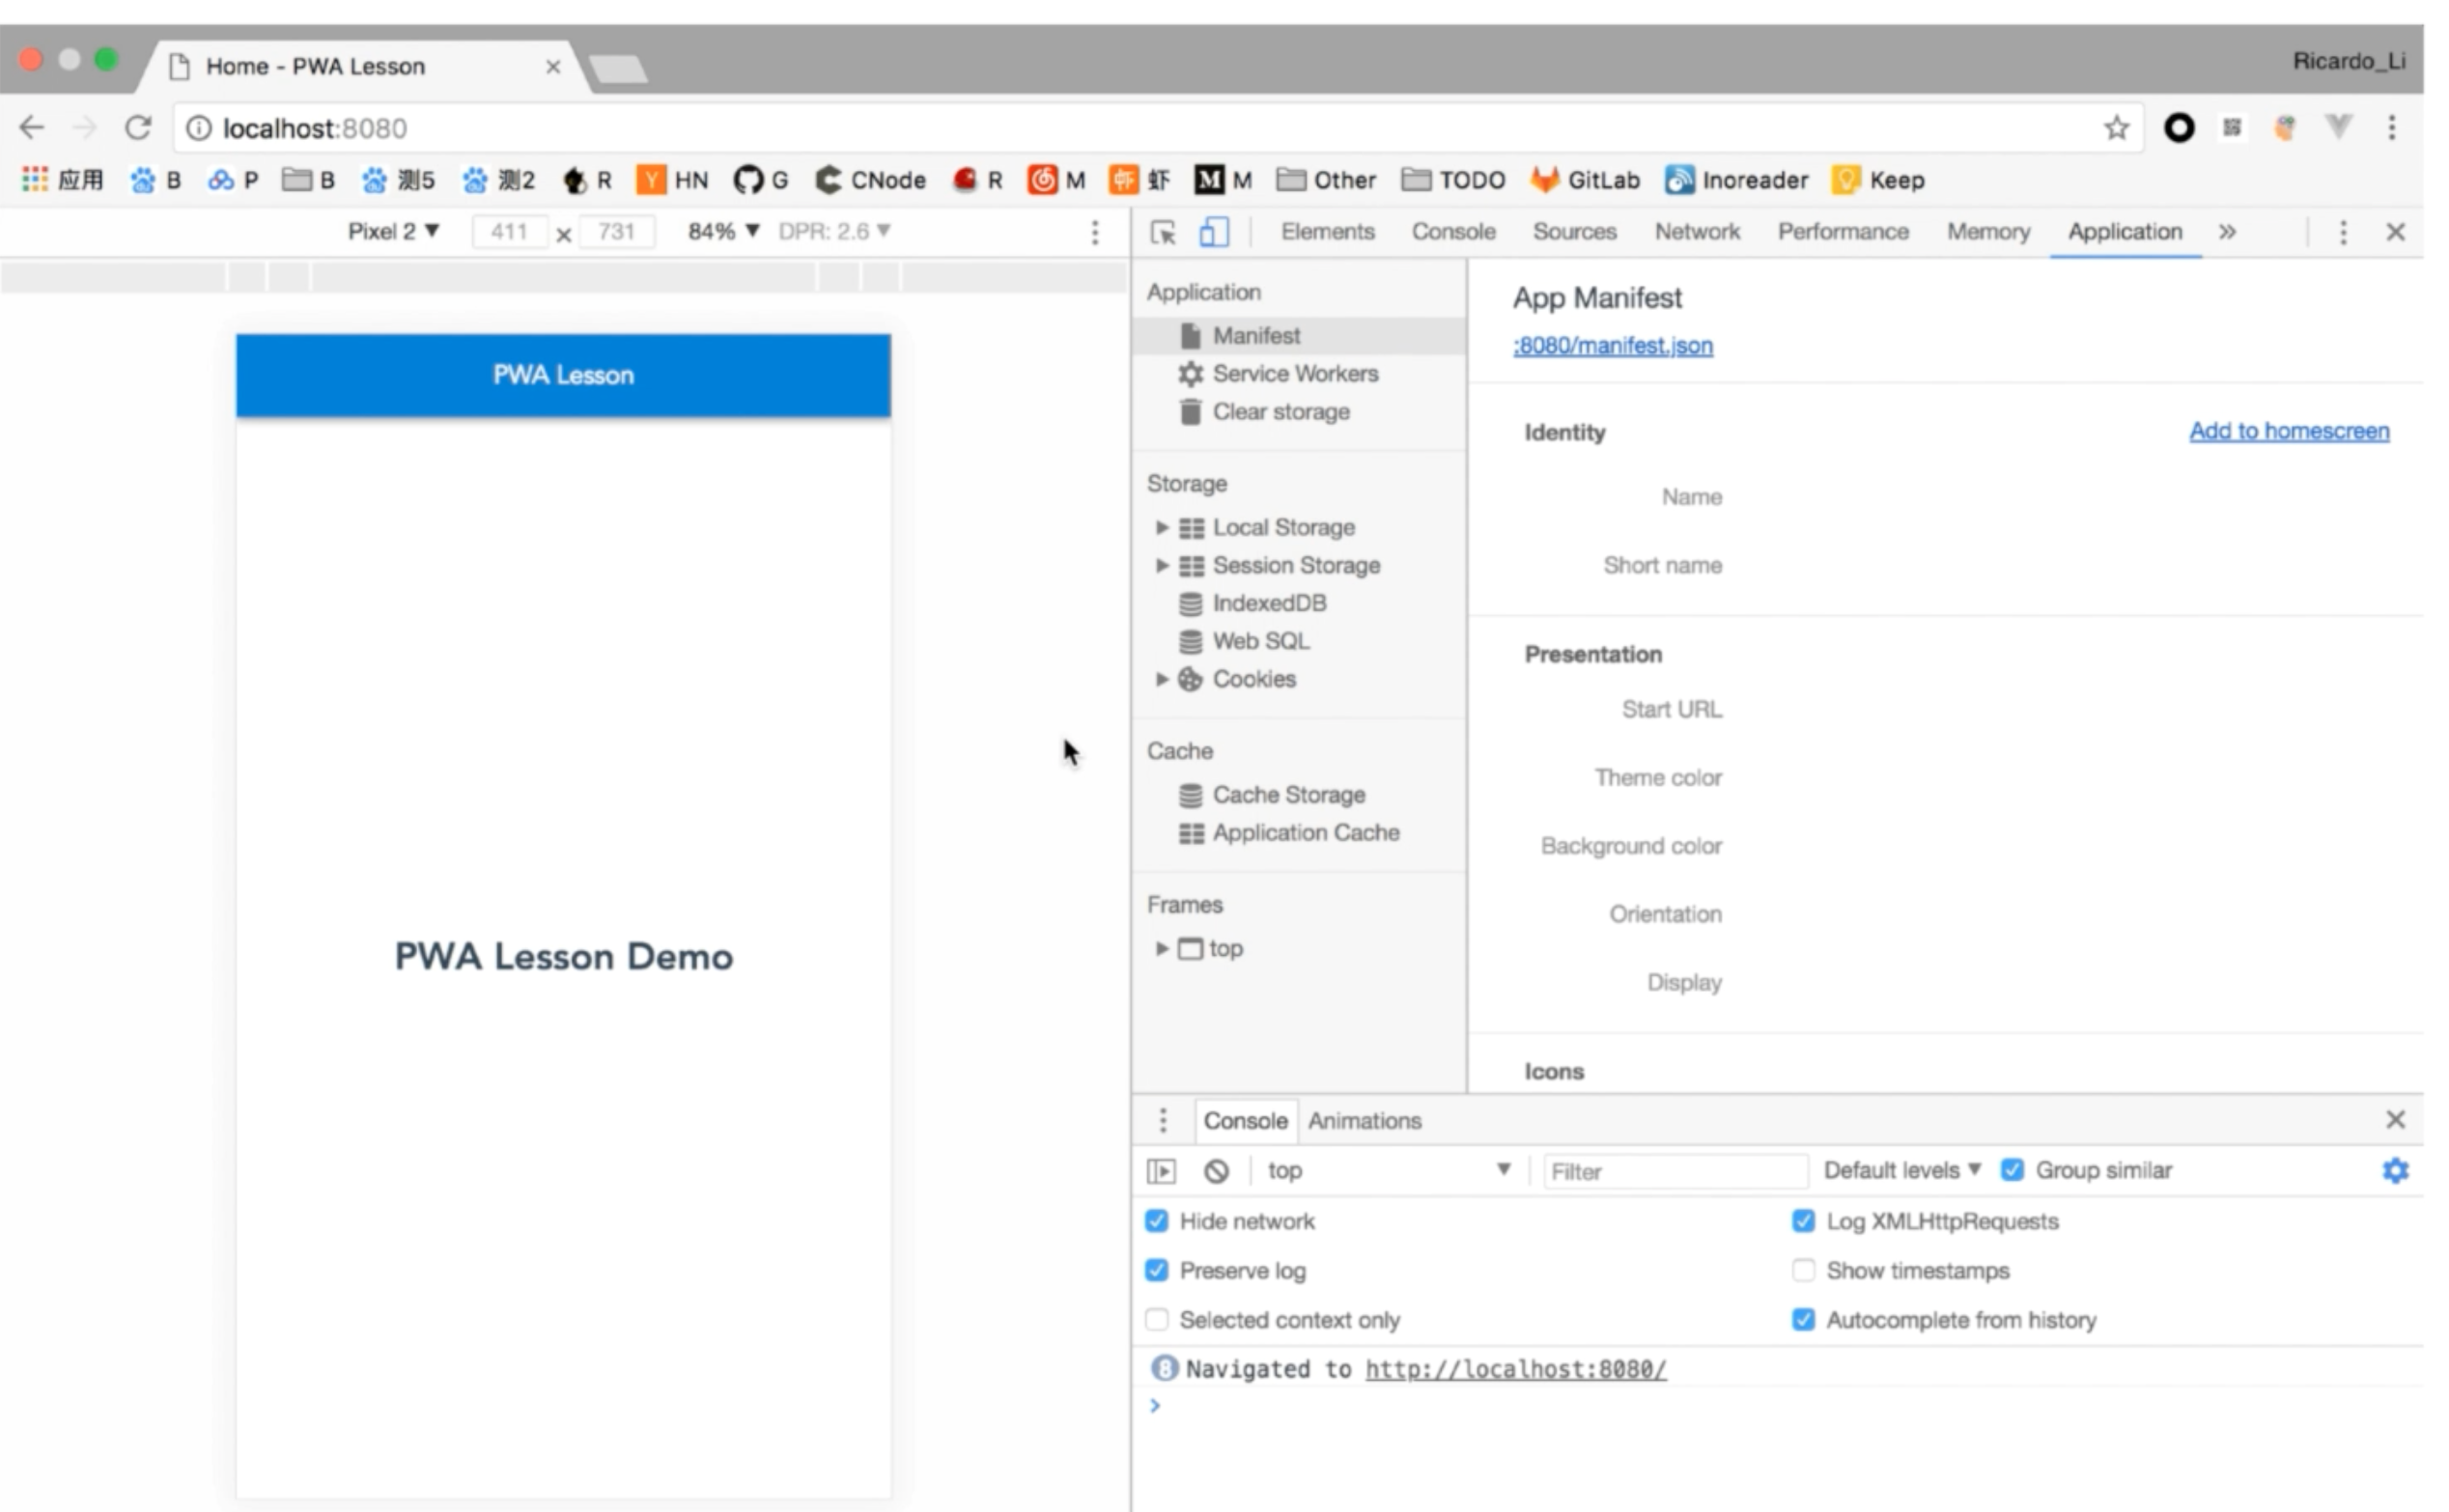 Home - PWA Lesson
Ricardo_Li
localhost:8080
应用 B P B 测5 测2 R HN G CNode R M 虾 M Other TODO GitLab Inoreader Keep
Pixel 2 411 × 731 84% DPR: 2.6
Elements Console Sources Network Performance Memory Application
PWA Lesson
PWA Lesson Demo
Application
Manifest
Service Workers
Clear storage
Storage
Local Storage
Session Storage
IndexedDB
Web SQL
Cookies
Cache
Cache Storage
Application Cache
Frames
top
App Manifest
:8080/manifest.json
Identity
Add to homescreen
Name
Short name
Presentation
Start URL
Theme color
Background color
Orientation
Display
Icons
Console Animations
top Filter Default levels Group similar
Hide network
Log XMLHttpRequests
Preserve log
Show timestamps
Selected context only
Autocomplete from history
8 Navigated to http://localhost:8080/